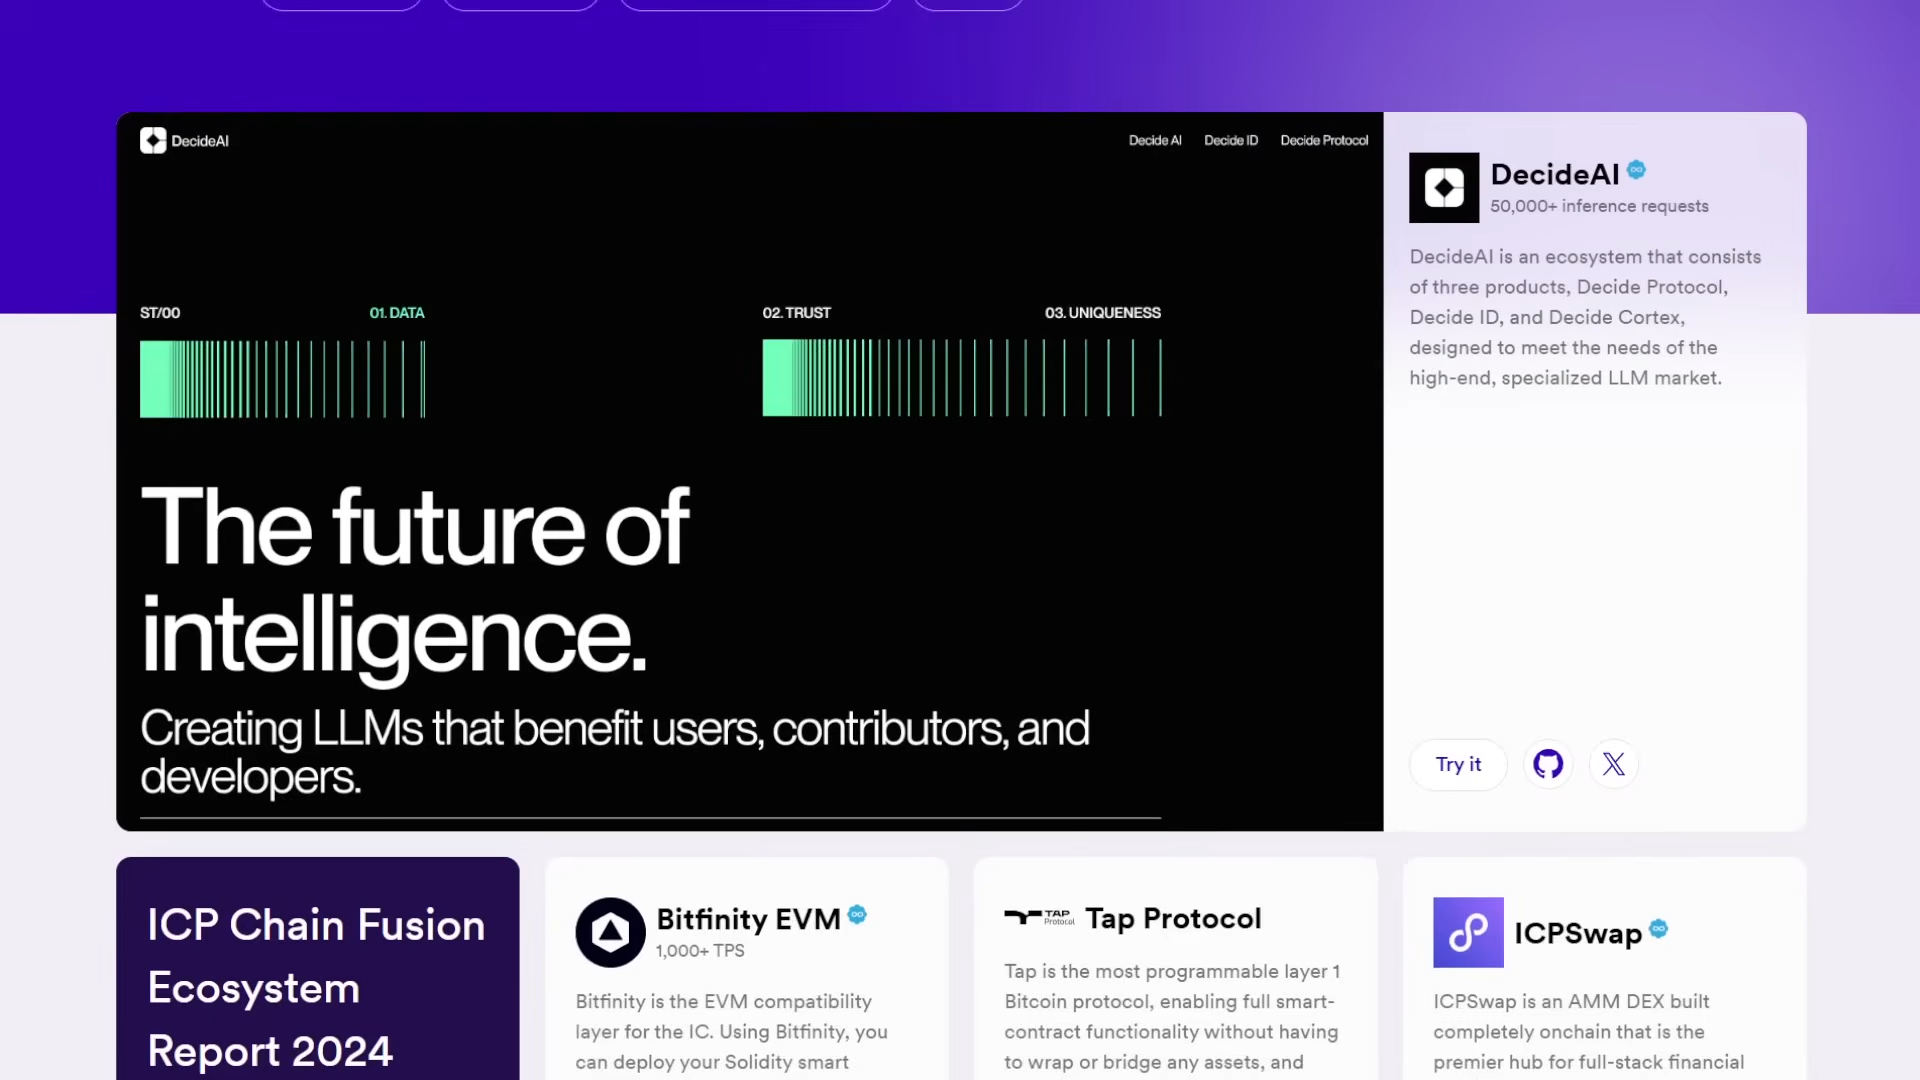 DecideAI
Decide AI Decide ID Decide Protocol
ST/00 01. DATA
02. TRUST 03. UNIQUENESS
The future of
intelligence.
Creating LLMs that benefit users, contributors, and
developers.
DecideAI
50,000+ inference requests
DecideAI is an ecosystem that consists
of three products, Decide Protocol,
Decide ID, and Decide Cortex,
designed to meet the needs of the
high-end, specialized LLM market.
Try it
ICP Chain Fusion
Ecosystem
Report 2024
Bitfinity EVM
1,000+ TPS
Bitfinity is the EVM compatibility
layer for the IC. Using Bitfinity, you
can deploy your Solidity smart
TAP
Protocol
Tap Protocol
Tap is the most programmable layer 1
Bitcoin protocol, enabling full smart-
contract functionality without having
to wrap or bridge any assets, and
ICPSwap
ICPSwap is an AMM DEX built
completely onchain that is the
premier hub for full-stack financial